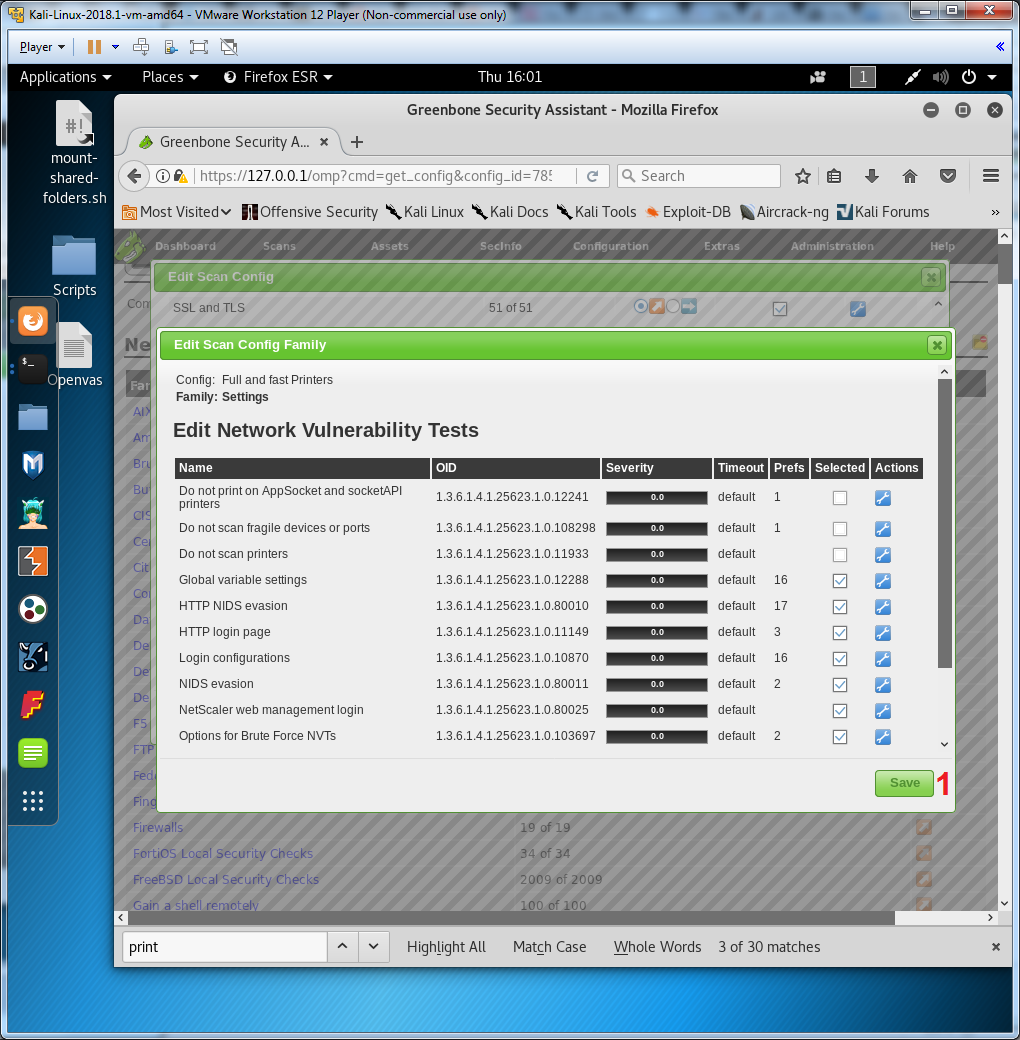 Kali-Linux-2018.1-vm-amd64 - VMware Workstation 12 Player (Non-commercial use only)
Player
Applications Places Firefox ESR Thu 16:01 1
#!
mount-
shared-
folders.sh
Scripts
Openvas
Greenbone Security Assistant - Mozilla Firefox
Greenbone Security A...
https://127.0.0.1/omp?cmd=get_config&config_id=785
Search
Most Visited Offensive Security Kali Linux Kali Docs Kali Tools Exploit-DB Aircrack-ng Kali Forums »
Dashboard Scans Assets SecInfo Configuration Extras Administration Help
Edit Scan Config
SSL and TLS 51 of 51
Edit Scan Config Family
Config: Full and fast Printers
Family: Settings
Edit Network Vulnerability Tests
Name OID Severity Timeout Prefs Selected Actions
Do not print on AppSocket and socketAPI
printers 1.3.6.1.4.1.25623.1.0.12241 0.0 default 1
Do not scan fragile devices or ports 1.3.6.1.4.1.25623.1.0.108298 0.0 default 1
Do not scan printers 1.3.6.1.4.1.25623.1.0.11933 0.0 default
Global variable settings 1.3.6.1.4.1.25623.1.0.12288 0.0 default 16
HTTP NIDS evasion 1.3.6.1.4.1.25623.1.0.80010 0.0 default 17
HTTP login page 1.3.6.1.4.1.25623.1.0.11149 0.0 default 3
Login configurations 1.3.6.1.4.1.25623.1.0.10870 0.0 default 16
NIDS evasion 1.3.6.1.4.1.25623.1.0.80011 0.0 default 2
NetScaler web management login 1.3.6.1.4.1.25623.1.0.80025 0.0 default
Options for Brute Force NVTs 1.3.6.1.4.1.25623.1.0.103697 0.0 default 2
Save 1
Firewalls 19 of 19
FortiOS Local Security Checks 34 of 34
FreeBSD Local Security Checks 2009 of 2009
Gain a shell remotely 100 of 100
print Highlight All Match Case Whole Words 3 of 30 matches